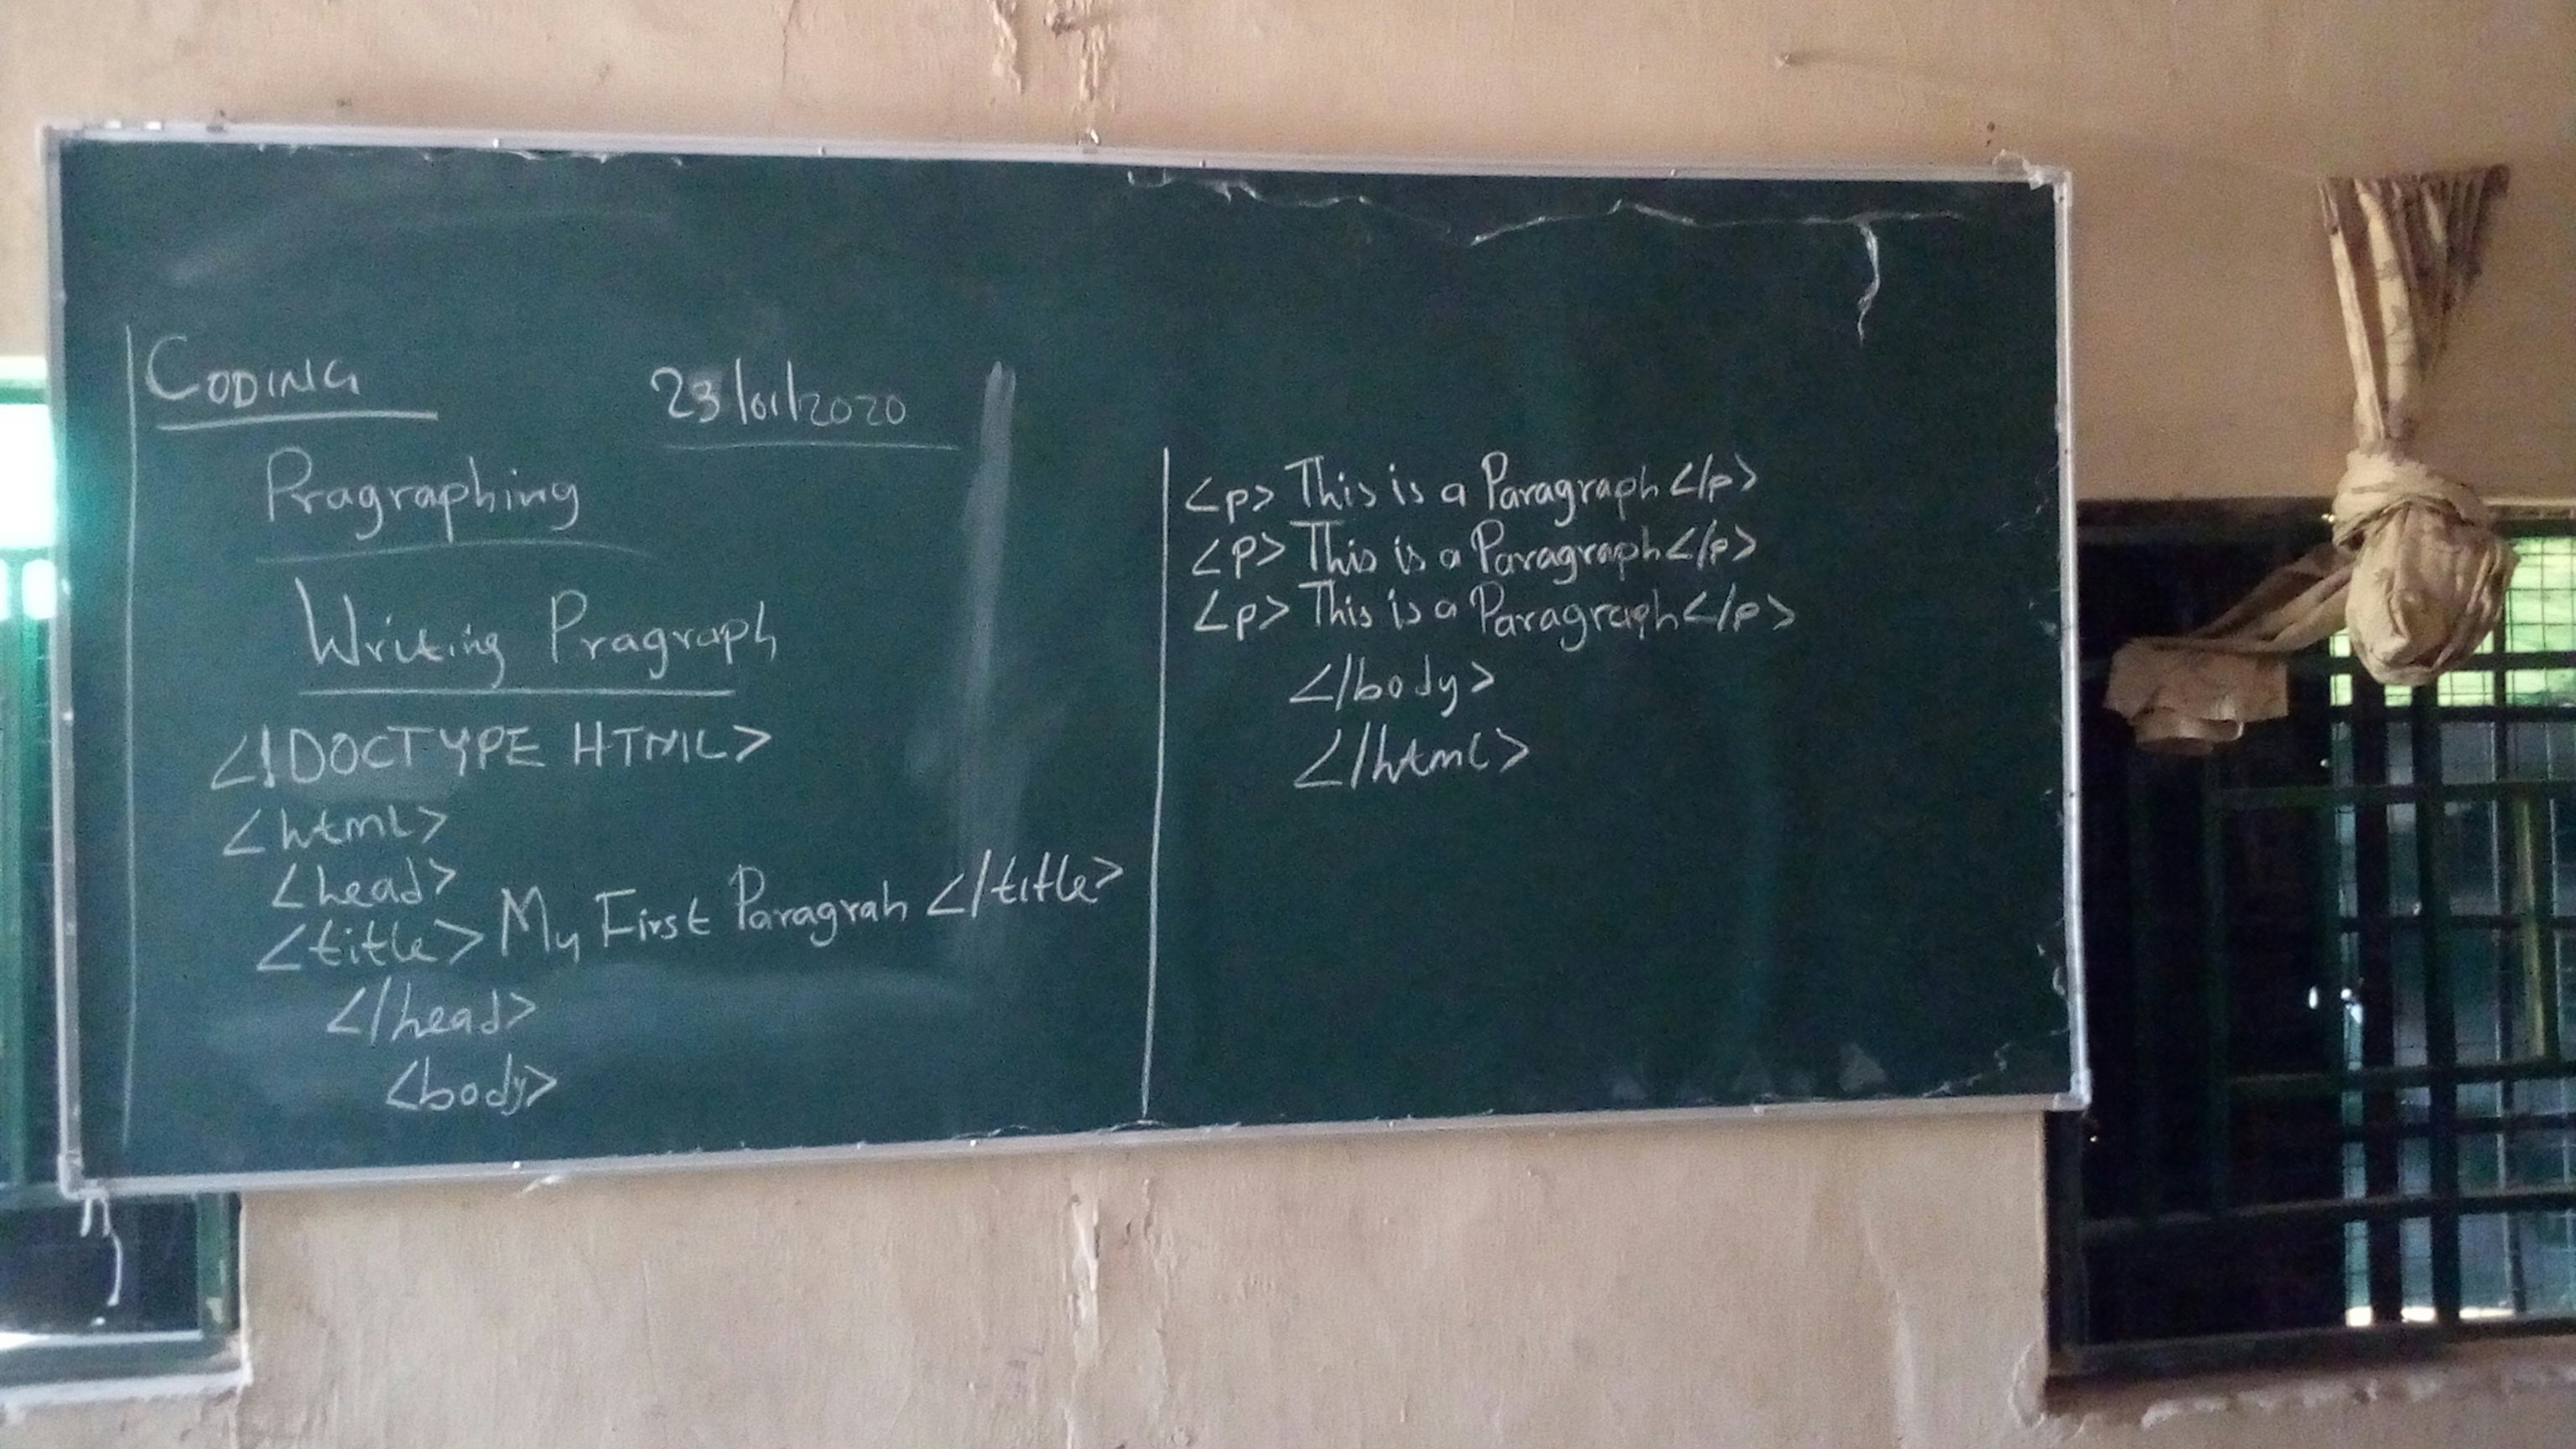 CODING
23/01/2020
Pragraphing
Writing Pragraph
<!DOCTYPE HTML>
<html>
<head>
<title> My First Paragrah </title>
</head>
<body>
<p> This is a Paragraph </p>
<p> This is a Paragraph </p>
<p> This is a Paragraph </p>
</body>
</html>